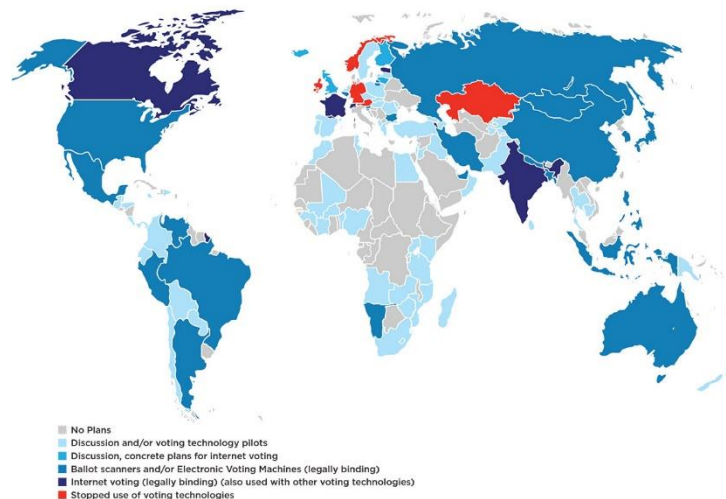 No Plans
Discussion and/or voting technology pilots
Discussion, concrete plans for internet voting
Ballot scanners and/or Electronic Voting Machines (legally binding)
Internet voting (legally binding) (also used with other voting technologies)
Stopped use of voting technologies